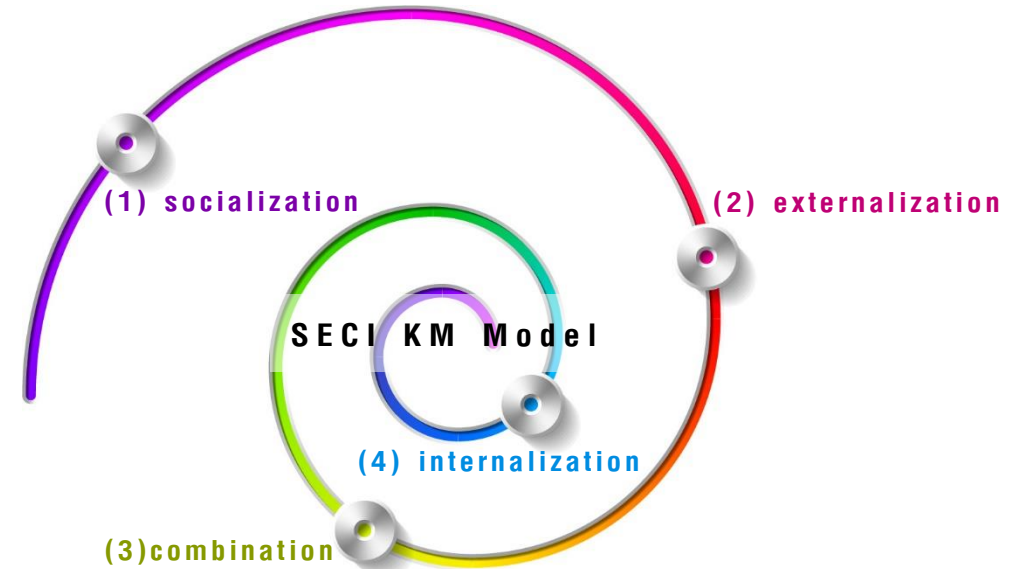 (1) socialization
(2) externalization
SECI KM Model
(4) internalization
(3)combination